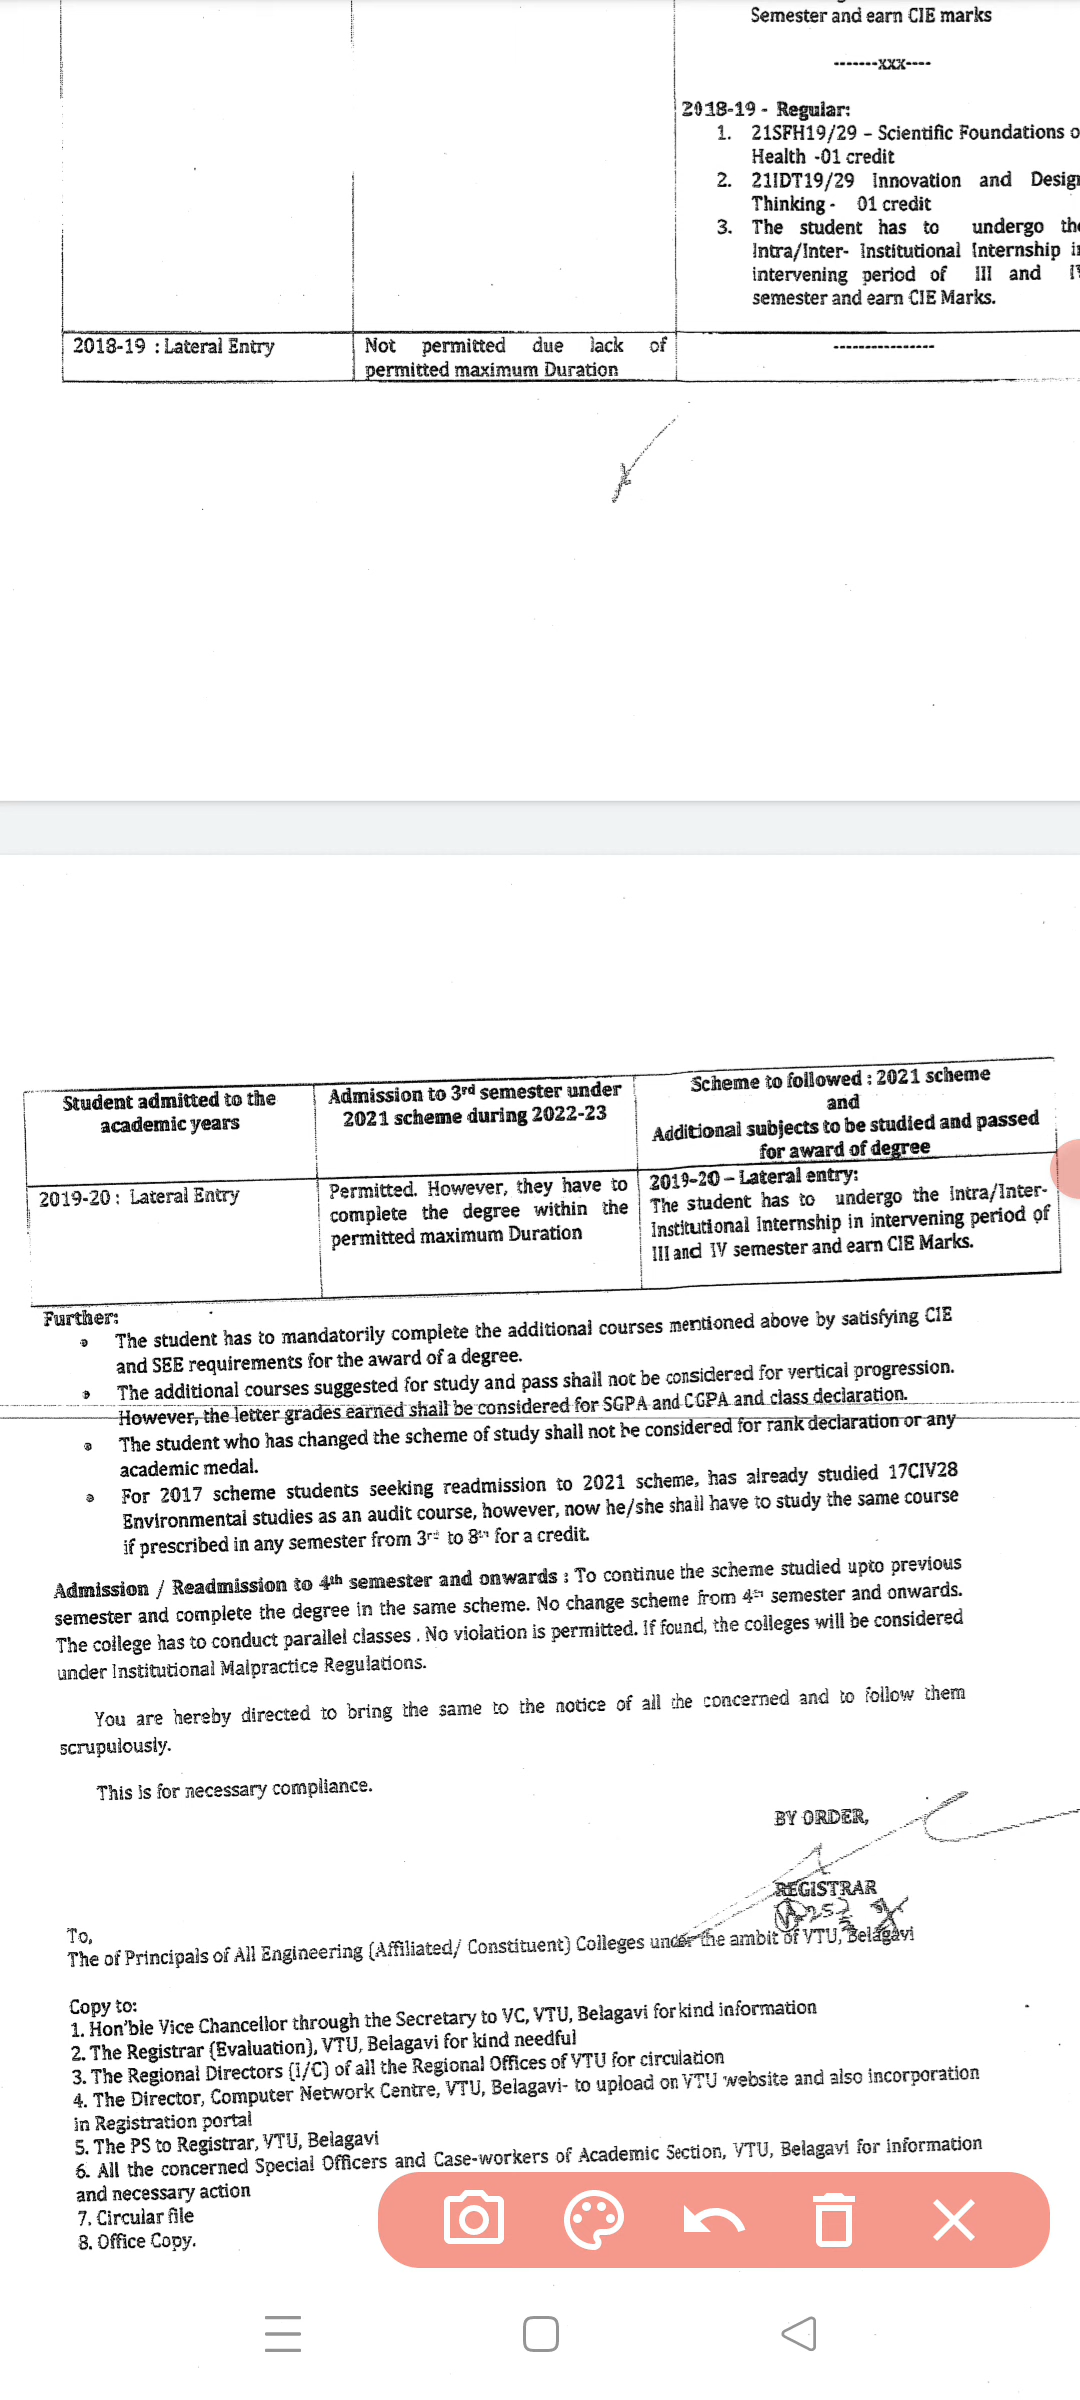 Semester and earn CIE marks
-------XXX----
2018-19 - Regular:
1. 21SFH19/29 – Scientific Foundations o
Health -01 credit
2. 21IDT19/29 Innovation and Design
Thinking - 01 credit
3. The student has to undergo the
Intra/Inter- Institutional Internship in
intervening period of III and IV
semester and earn CIE Marks.
2018-19 : Lateral Entry
Not permitted due lack of
permitted maximum Duration
----------------
Student admitted to the
academic years
Admission to 3rd semester under
2021 scheme during 2022-23
Scheme to followed : 2021 scheme
and
Additional subjects to be studied and passed
for award of degree
2019-20 : Lateral Entry
Permitted. However, they have to
complete the degree within the
permitted maximum Duration
2019-20 – Lateral entry:
The student has to undergo the Intra/Inter-
Institutional Internship in intervening period of
III and IV semester and earn CIE Marks.
Further:
• The student has to mandatorily complete the additional courses mentioned above by satisfying CIE
and SEE requirements for the award of a degree.
• The additional courses suggested for study and pass shall not be considered for vertical progression.
However, the letter grades earned shall be considered for SGPA and CGPA and class declaration.
• The student who has changed the scheme of study shall not be considered for rank declaration or any
academic medal.
• For 2017 scheme students seeking readmission to 2021 scheme, has already studied 17CIV28
Environmental studies as an audit course, however, now he/she shall have to study the same course
if prescribed in any semester from 3rd to 8th for a credit.
Admission / Readmission to 4th semester and onwards : To continue the scheme studied upto previous
semester and complete the degree in the same scheme. No change scheme from 4th semester and onwards.
The college has to conduct parallel classes . No violation is permitted. If found, the colleges will be considered
under Institutional Malpractice Regulations.
You are hereby directed to bring the same to the notice of all the concerned and to follow them
scrupulously.
This is for necessary compliance.
BY ORDER,
REGISTRAR
To,
The of Principals of All Engineering (Affiliated/ Constituent) Colleges under the ambit of VTU, Belagavi
Copy to:
1. Hon'ble Vice Chancellor through the Secretary to VC, VTU, Belagavi for kind information
2. The Registrar (Evaluation), VTU, Belagavi for kind needful
3. The Regional Directors (I/C) of all the Regional Offices of VTU for circulation
4. The Director, Computer Network Centre, VTU, Belagavi- to upload on VTU website and also incorporation
in Registration portal
5. The PS to Registrar, VTU, Belagavi
6. All the concerned Special Officers and Case-workers of Academic Section, VTU, Belagavi for information
and necessary action
7. Circular file
8. Office Copy.